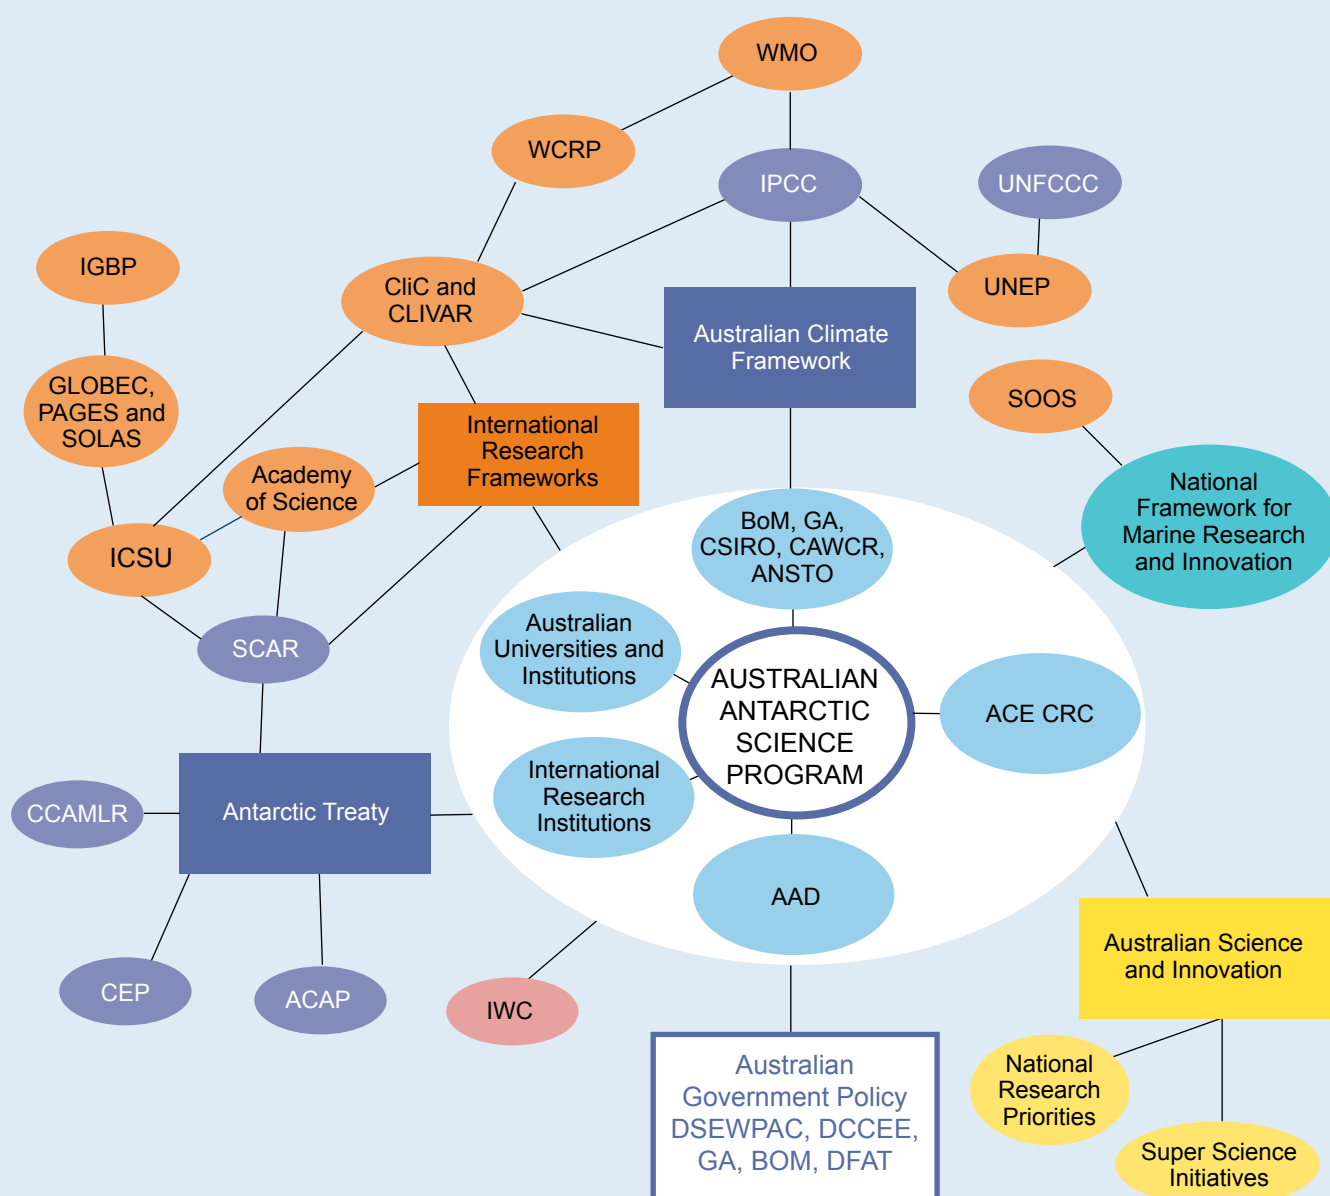 WMO
WCRP
IPCC
UNFCCC
IGBP
CliC and
CLIVAR
UNEP
Australian Climate
Framework
GLOBEC,
PAGES and
SOLAS
SOOS
International
Research
Frameworks
Academy
of Science
National
Framework for
Marine Research
and Innovation
BoM, GA,
CSIRO, CAWCR,
ANSTO
ICSU
SCAR
Australian
Universities and
Institutions
AUSTRALIAN
ANTARCTIC
SCIENCE
PROGRAM
ACE CRC
International
Research
Institutions
CCAMLR
Antarctic Treaty
AAD
Australian Science
and Innovation
CEP
ACAP
IWC
Australian
Government Policy
DSEWPAC, DCCEE,
GA, BOM, DFAT
National
Research
Priorities
Super Science
Initiatives